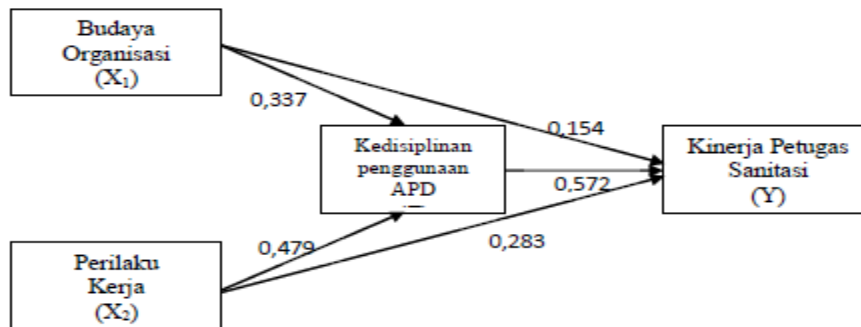 Budaya
Organisasi
(X₁)
0,337
0,154
Kedisiplinan
penggunaan
APD
Kinerja Petugas
Sanitasi
(Y)
0,572
0,479
0,283
Perilaku
Kerja
(X₂)